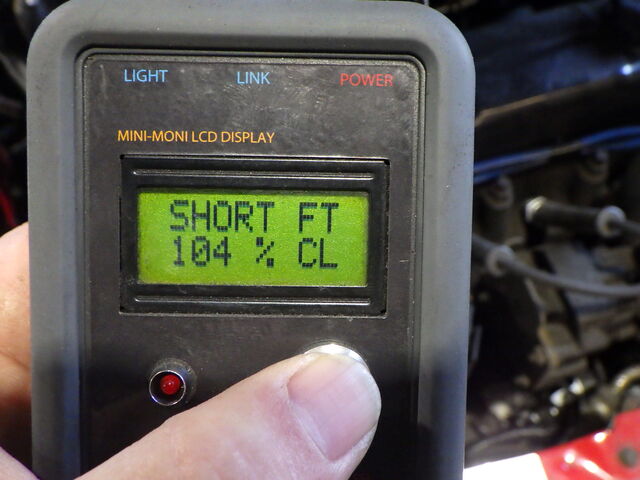 LIGHT LINK POWER
MINI-MONI LCD DISPLAY
SHORT FT
104 % CL